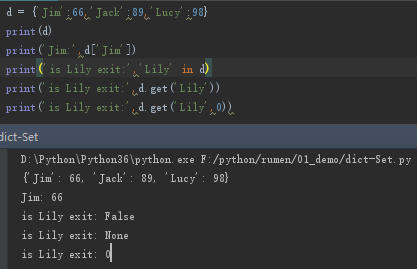 d = {'Jim':66,'Jack':89,'Lucy':98}
print(d)
print('Jim:',d['Jim'])
print('is Lily exit:','Lily' in d)
print('is Lily exit:',d.get('Lily'))
print('is Lily exit:',d.get('Lily',0))
dict-Set
D:\Python\Python36\python.exe F:/python/rumen/01_demo/dict-Set.py
{'Jim': 66, 'Jack': 89, 'Lucy': 98}
Jim: 66
is Lily exit: False
is Lily exit: None
is Lily exit: 0